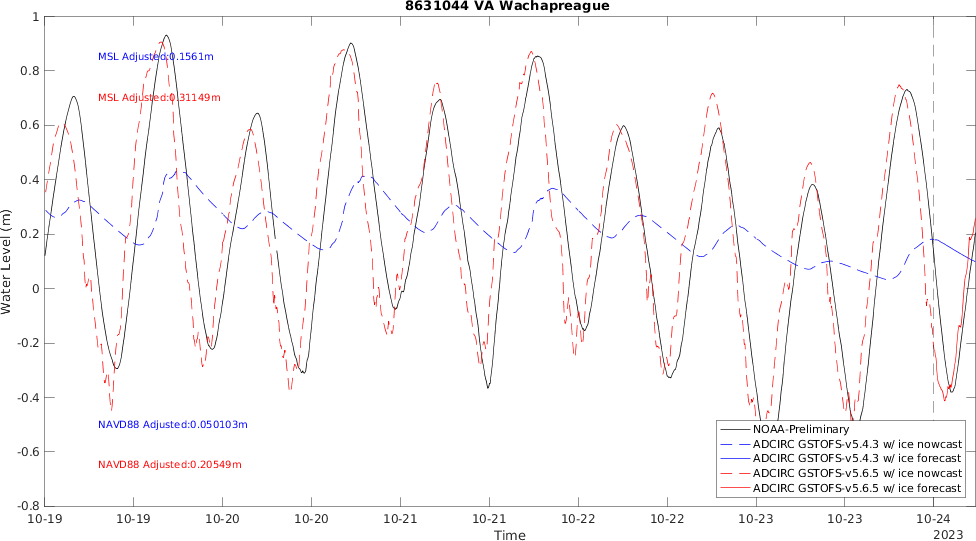 8631044 VA Wachapreague
Water Level (m)
1
0.8
0.6
0.4
0.2
0
-0.2
-0.4
-0.6
-0.8
MSL Adjusted:0.1561m
MSL Adjusted:0.31149m
NAVD88 Adjusted:0.050103m
NAVD88 Adjusted:0.20549m
NOAA-Preliminary
ADCIRC GSTOFS-v5.4.3 w/ ice nowcast
ADCIRC GSTOFS-v5.4.3 w/ ice forecast
ADCIRC GSTOFS-v5.6.5 w/ ice nowcast
ADCIRC GSTOFS-v5.6.5 w/ ice forecast
10-19 10-19 10-20 10-20 10-21 10-21 10-22 10-22 10-23 10-23 10-24
Time
2023